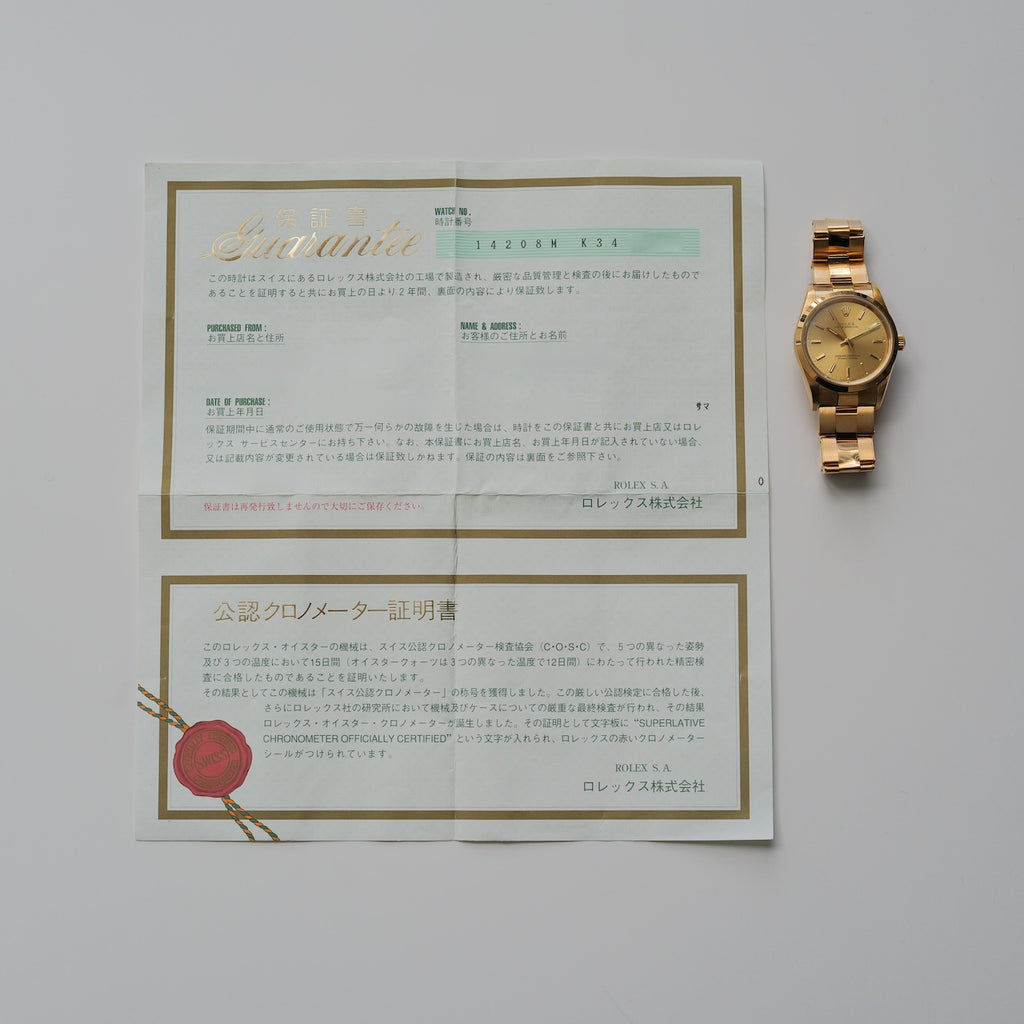 保証書
Guarantee
WATCH NO.
時計番号
14208M K34
この時計はスイスにあるロレックス株式会社の工場で製造され、厳密な品質管理と検査の後にお届けしたもので
あることを証明すると共にお買上の日より2年間、裏面の内容により保証致します。
PURCHASED FROM :
お買上店名と住所
NAME & ADDRESS :
お客様のご住所とお名前
DATE OF PURCHASE :
お買上年月日
サマ
保証期間中に通常のご使用状態で万一何らかの故障を生じた場合は、時計をこの保証書と共にお買上店又はロレ
ックス サービスセンターにお持ち下さい。なお、本保証書にお買上店名、お買上年月日が記入されていない場合、
又は記載内容が変更されている場合は保証致しかねます。保証の内容は裏面をご参照下さい。
ROLEX S. A.
ロレックス株式会社
0
保証書は再発行致しませんので大切にご保存ください。
公認クロノメーター証明書
このロレックス・オイスターの機械は、スイス公認クロノメーター検査協会(C・O・S・C)で、5つの異なった姿勢
及び3つの温度において15日間(オイスタークォーツは3つの異なった温度で12日間)にわたって行われた精密検
査に合格したものであることを証明いたします。
その結果としてこの機械は「スイス公認クロノメーター」の称号を獲得しました。この厳しい公認検定に合格した後、
さらにロレックス社の研究所において機械及びケースについての厳重な最終検査が行われ、その結果
ロレックス・オイスター・クロノメーターが誕生しました。その証明として文字板に "SUPERLATIVE
CHRONOMETER OFFICIALLY CERTIFIED" という文字が入れられ、ロレックスの赤いクロノメーター
シールがつけられています。
SWISS
ROLEX S. A.
ロレックス株式会社
ROLEX